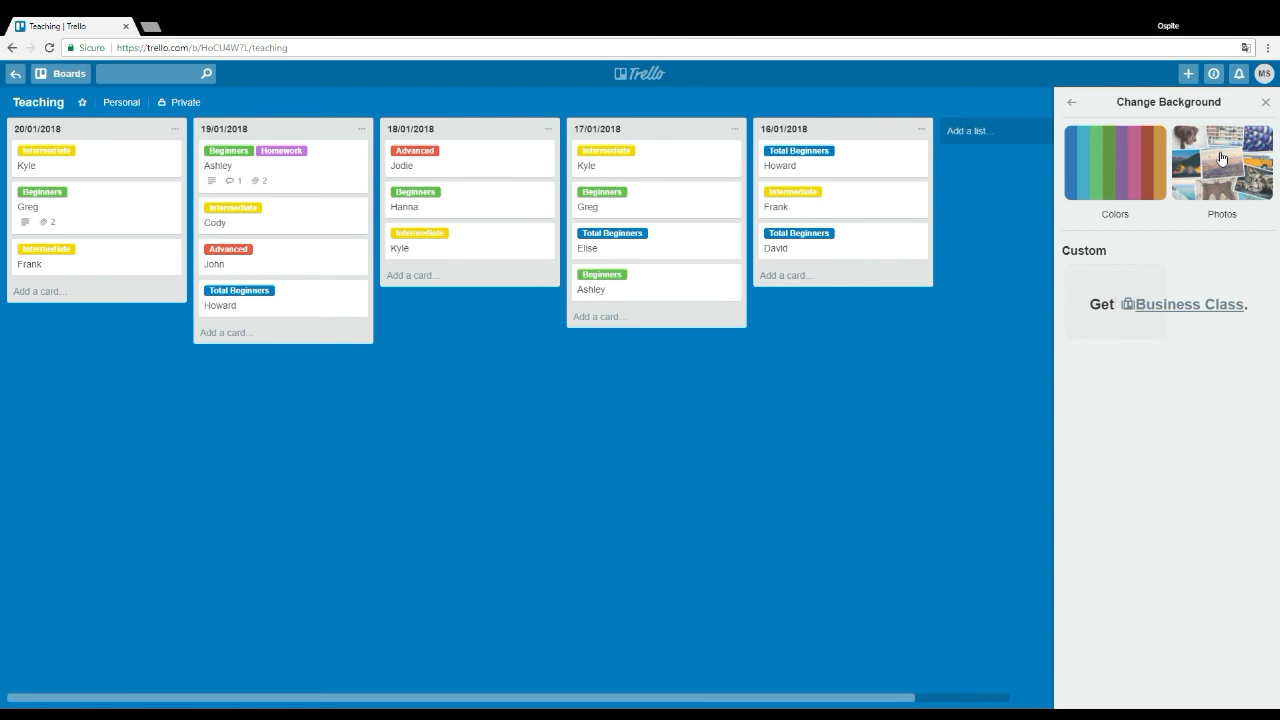 Teaching | Trello
Ospite
Sicuro
https://trello.com/b/HoCU4W7L/teaching
Boards
Trello
MS
Teaching
Personal
Private
20/01/2018
Intermediate
Kyle
Beginners
Greg
2
Intermediate
Frank
Add a card...
19/01/2018
Beginners Homework
Ashley
1 2
Intermediate
Cody
Advanced
John
Total Beginners
Howard
Add a card...
18/01/2018
Advanced
Jodie
Beginners
Hanna
Intermediate
Kyle
Add a card...
17/01/2018
Intermediate
Kyle
Beginners
Greg
Total Beginners
Elise
Beginners
Ashley
Add a card...
16/01/2018
Total Beginners
Howard
Intermediate
Frank
Total Beginners
David
Add a card...
Add a list...
Change Background
Colors
Photos
Custom
Get Business Class.